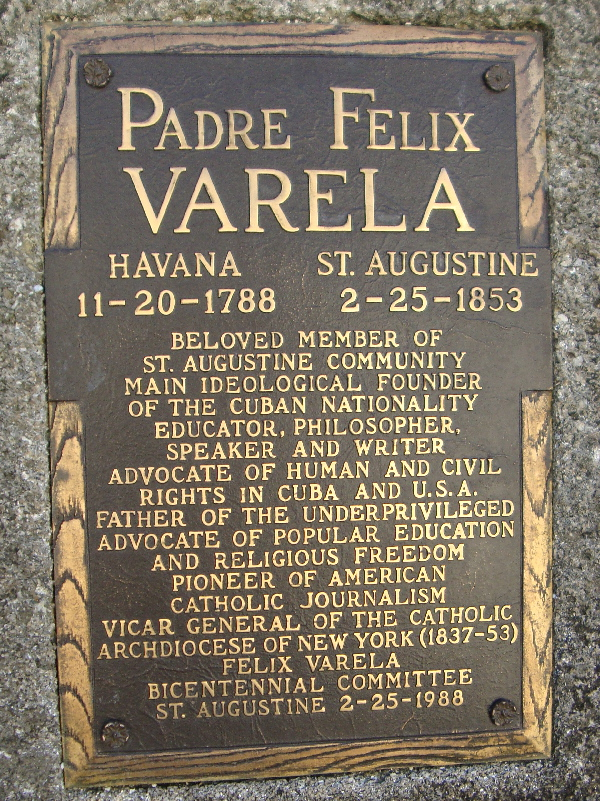 PADRE FELIX
VARELA
HAVANA ST. AUGUSTINE
11-20-1788 2-25-1853
BELOVED MEMBER OF
ST. AUGUSTINE COMMUNITY
MAIN IDEOLOGICAL FOUNDER
OF THE CUBAN NATIONALITY
EDUCATOR, PHILOSOPHER,
SPEAKER AND WRITER
ADVOCATE OF HUMAN AND CIVIL
RIGHTS IN CUBA AND U.S.A.
FATHER OF THE UNDERPRIVILEGED
ADVOCATE OF POPULAR EDUCATION
AND RELIGIOUS FREEDOM
PIONEER OF AMERICAN
CATHOLIC JOURNALISM
VICAR GENERAL OF THE CATHOLIC
ARCHDIOCESE OF NEW YORK (1837-53)
FELIX VARELA
BICENTENNIAL COMMITTEE
ST. AUGUSTINE 2-25-1988